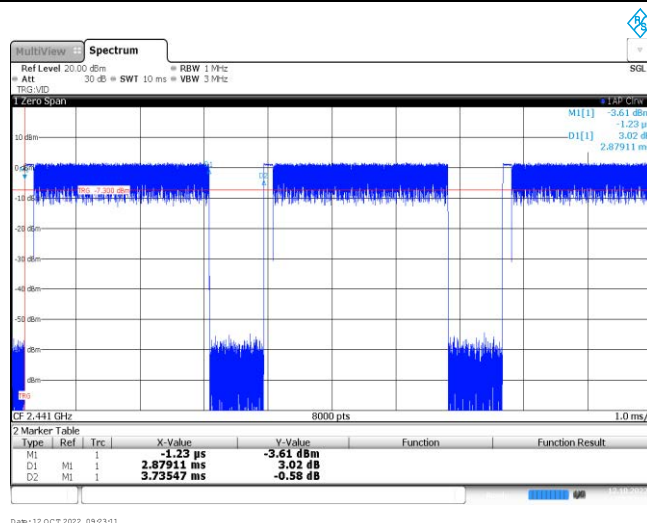 MultiView
Spectrum
Ref Level 20.00 dBm
RBW 1 MHz
SGL
Att 30 dB
SWT 10 ms
VBW 3 MHz
TRG:VID
1 Zero Span
1AP Clrw
M1[1] -3.61 dBm
-1.23 µs
D1[1] 3.02 dB
2.87911 ms
10 dBm
D1
D2
TRG -7.300 dBm
-10 dBm
-20 dBm
-30 dBm
-40 dBm
-50 dBm
dBm
dBm
TRG
CF 2.441 GHz
8000 pts
1.0 ms/
2 Marker Table
Type Ref Trc X-Value Y-Value Function Function Result
M1 1 -1.23 µs -3.61 dBm
D1 M1 1 2.87911 ms 3.02 dB
D2 M1 1 3.73547 ms -0.58 dB
Date: 12.OCT.2022 09:23:11